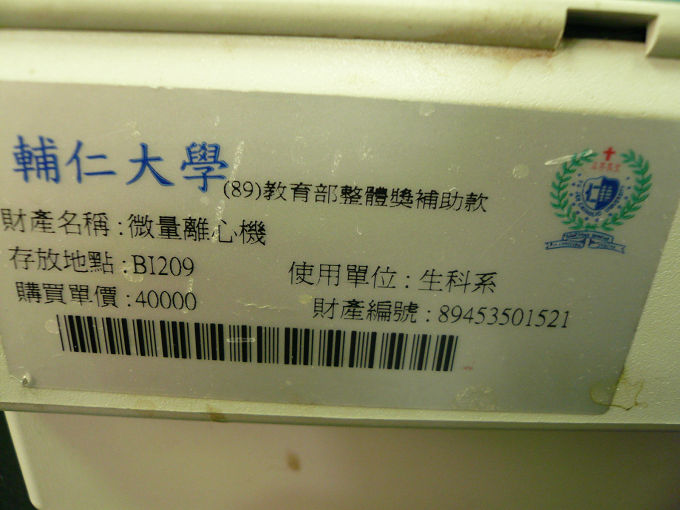 輔仁大學 (89)教育部整體獎補助款
財產名稱:微量離心機
存放地點:BI209 使用單位:生科系
購買單價:40000 財產編號:89453501521